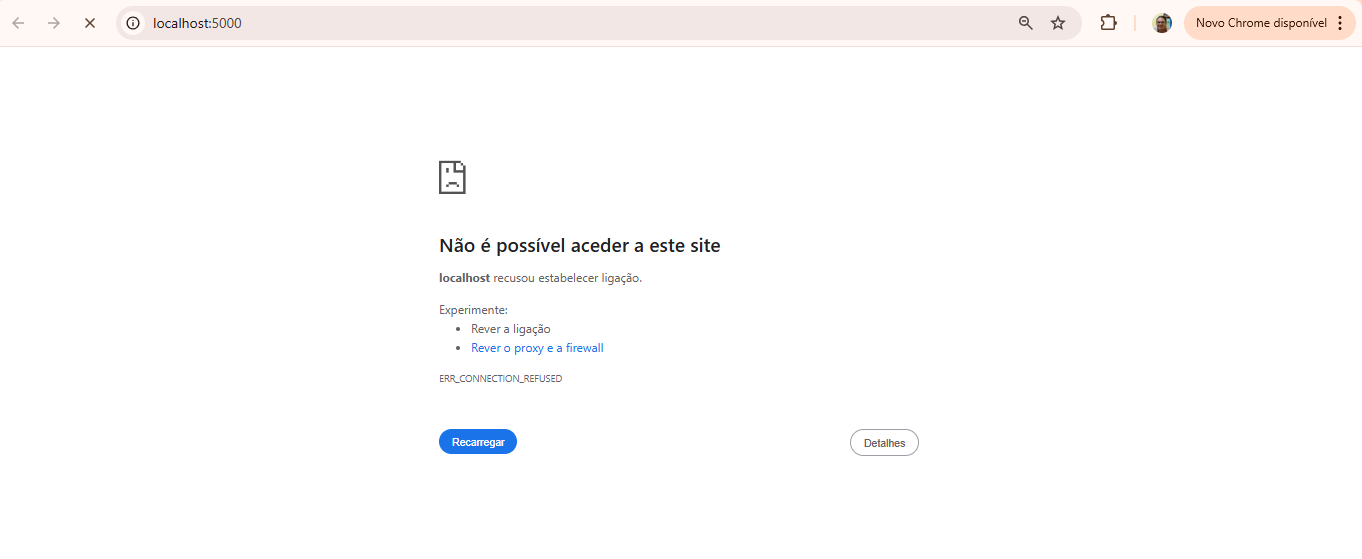 localhost:5000
Novo Chrome disponível
Não é possível aceder a este site
localhost recusou estabelecer ligação.
Experimente:
Rever a ligação
Rever o proxy e a firewall
ERR_CONNECTION_REFUSED
Recarregar
Detalhes